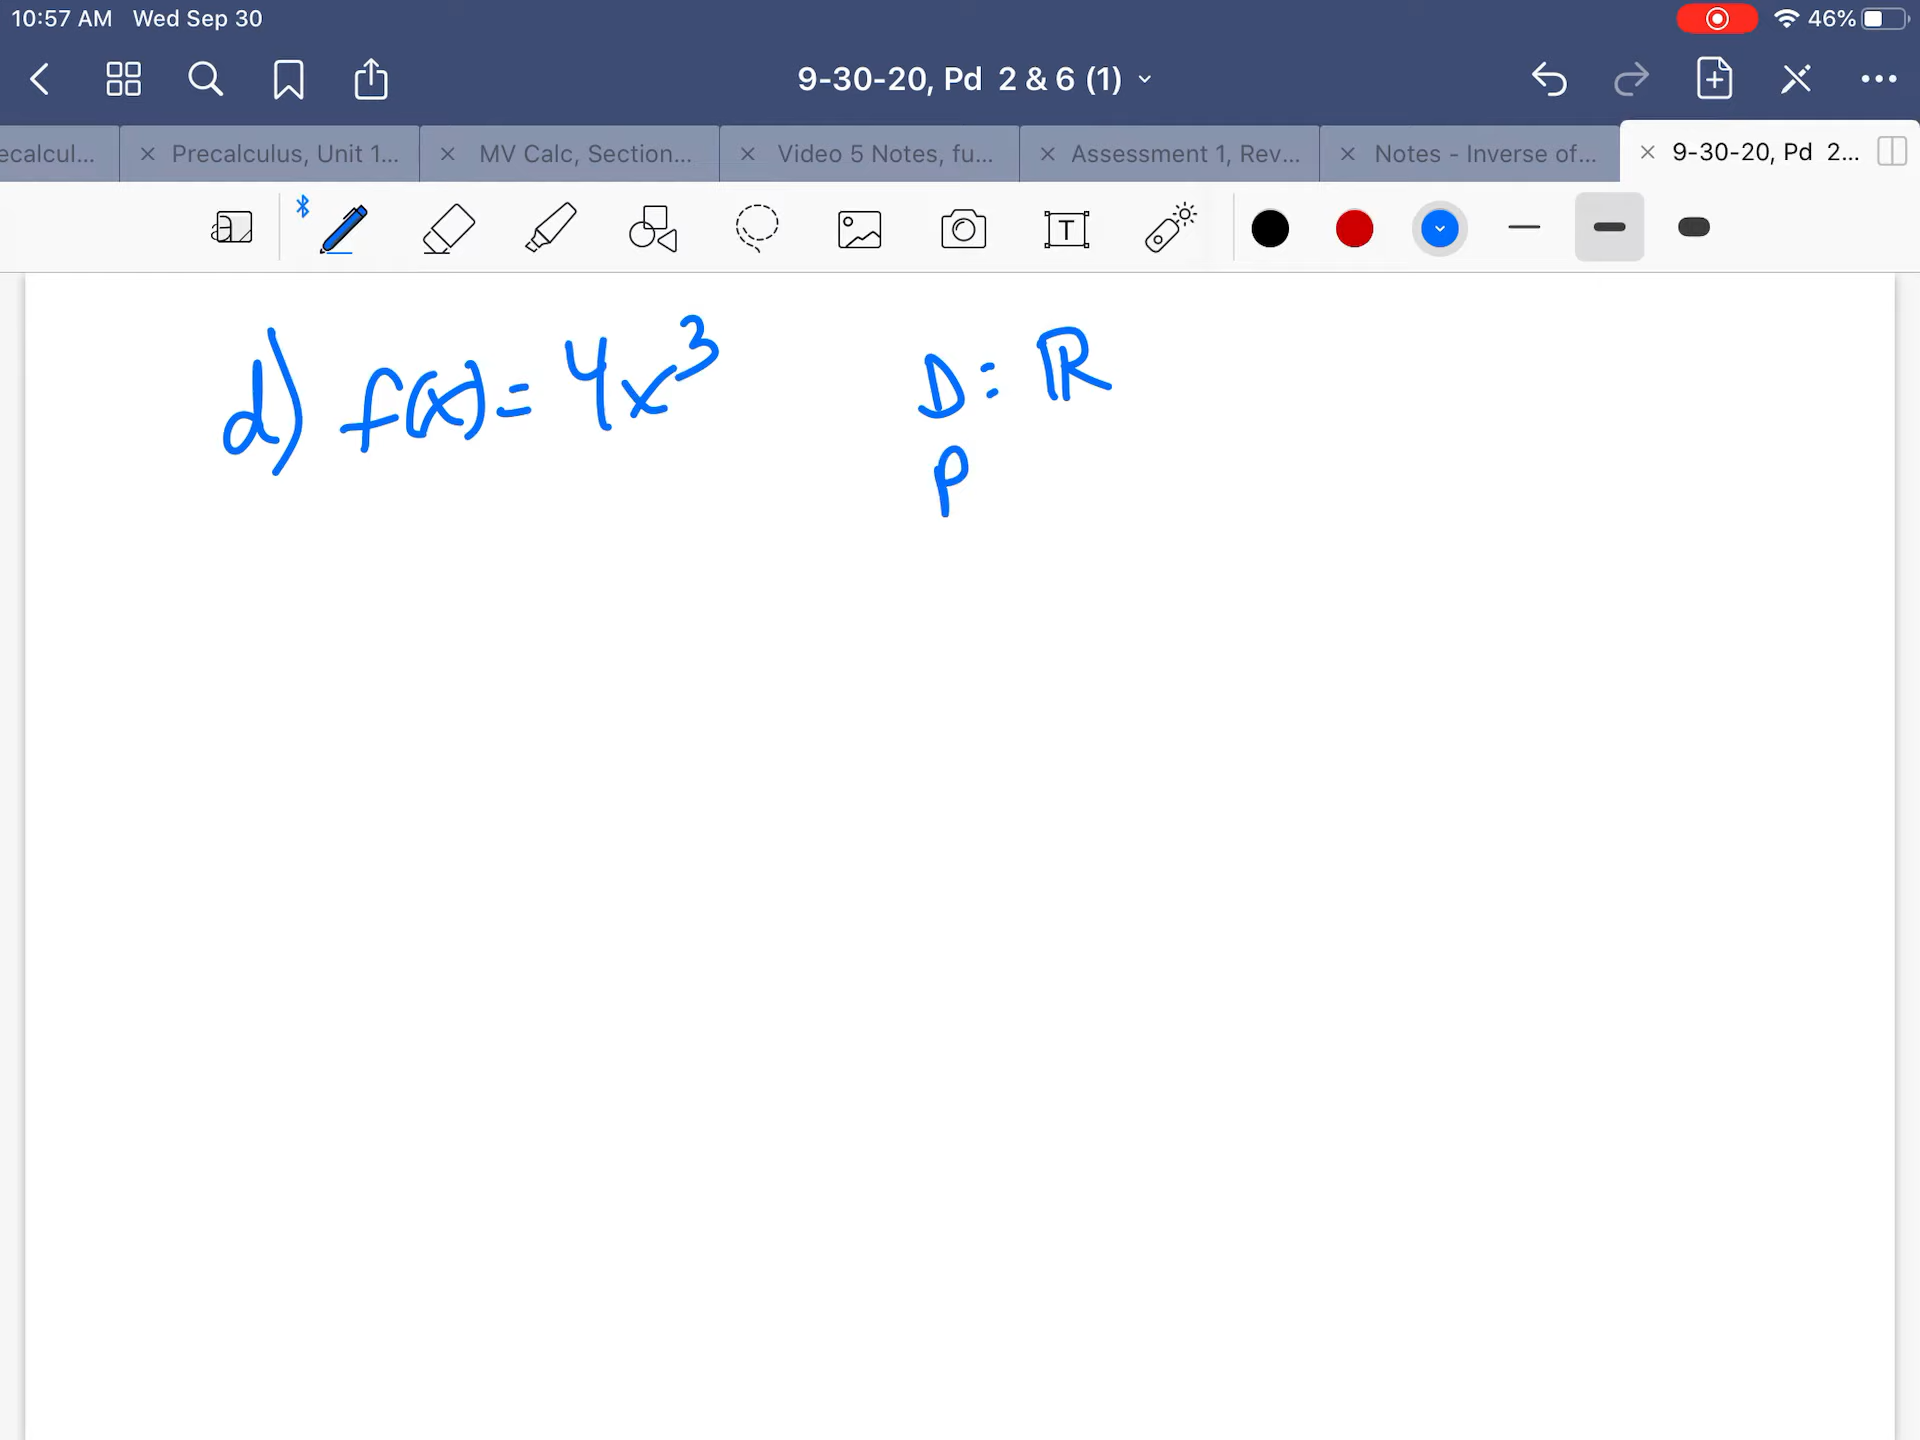 10:57 AM Wed Sep 30 46%
9-30-20, Pd 2 & 6 (1)
ecalcul... Precalculus, Unit 1... MV Calc, Section... Video 5 Notes, fu... Assessment 1, Rev... Notes - Inverse of... 9-30-20, Pd 2...
T
d) f(x) = 4x³ D: ℝ
P